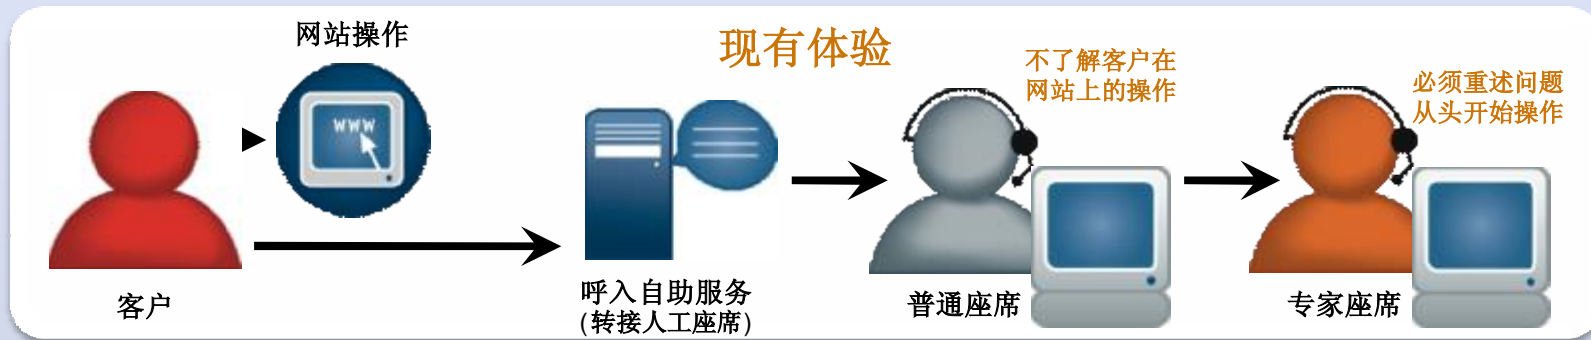 现有体验
网站操作
WWW
客户
呼入自助服务
(转接人工座席)
不了解客户在
网站上的操作
普通座席
必须重述问题
从头开始操作
专家座席